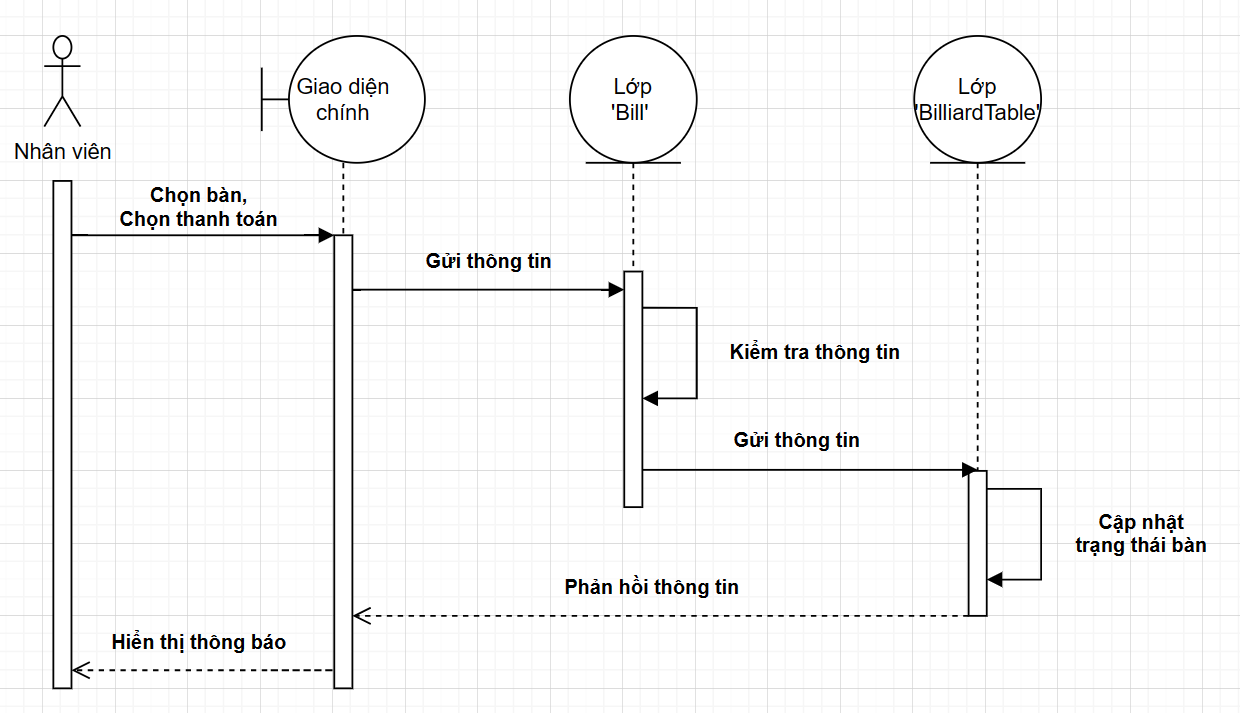 Nhân viên
Giao diện
chính
Lớp
'Bill'
Lớp
'BilliardTable'
Chọn bàn,
Chọn thanh toán
Gửi thông tin
Kiểm tra thông tin
Gửi thông tin
Cập nhật
trạng thái bàn
Phản hồi thông tin
Hiển thị thông báo